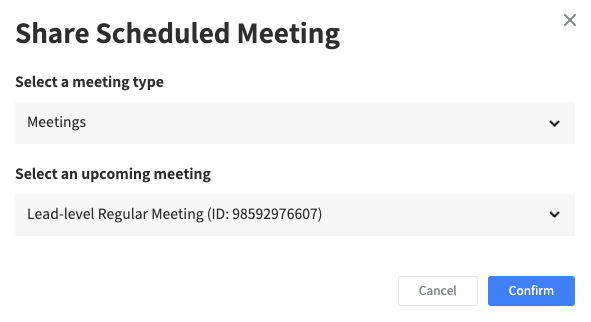 Share Scheduled Meeting
Select a meeting type
Meetings
Select an upcoming meeting
Lead-level Regular Meeting (ID: 98592976607)
Cancel
Confirm